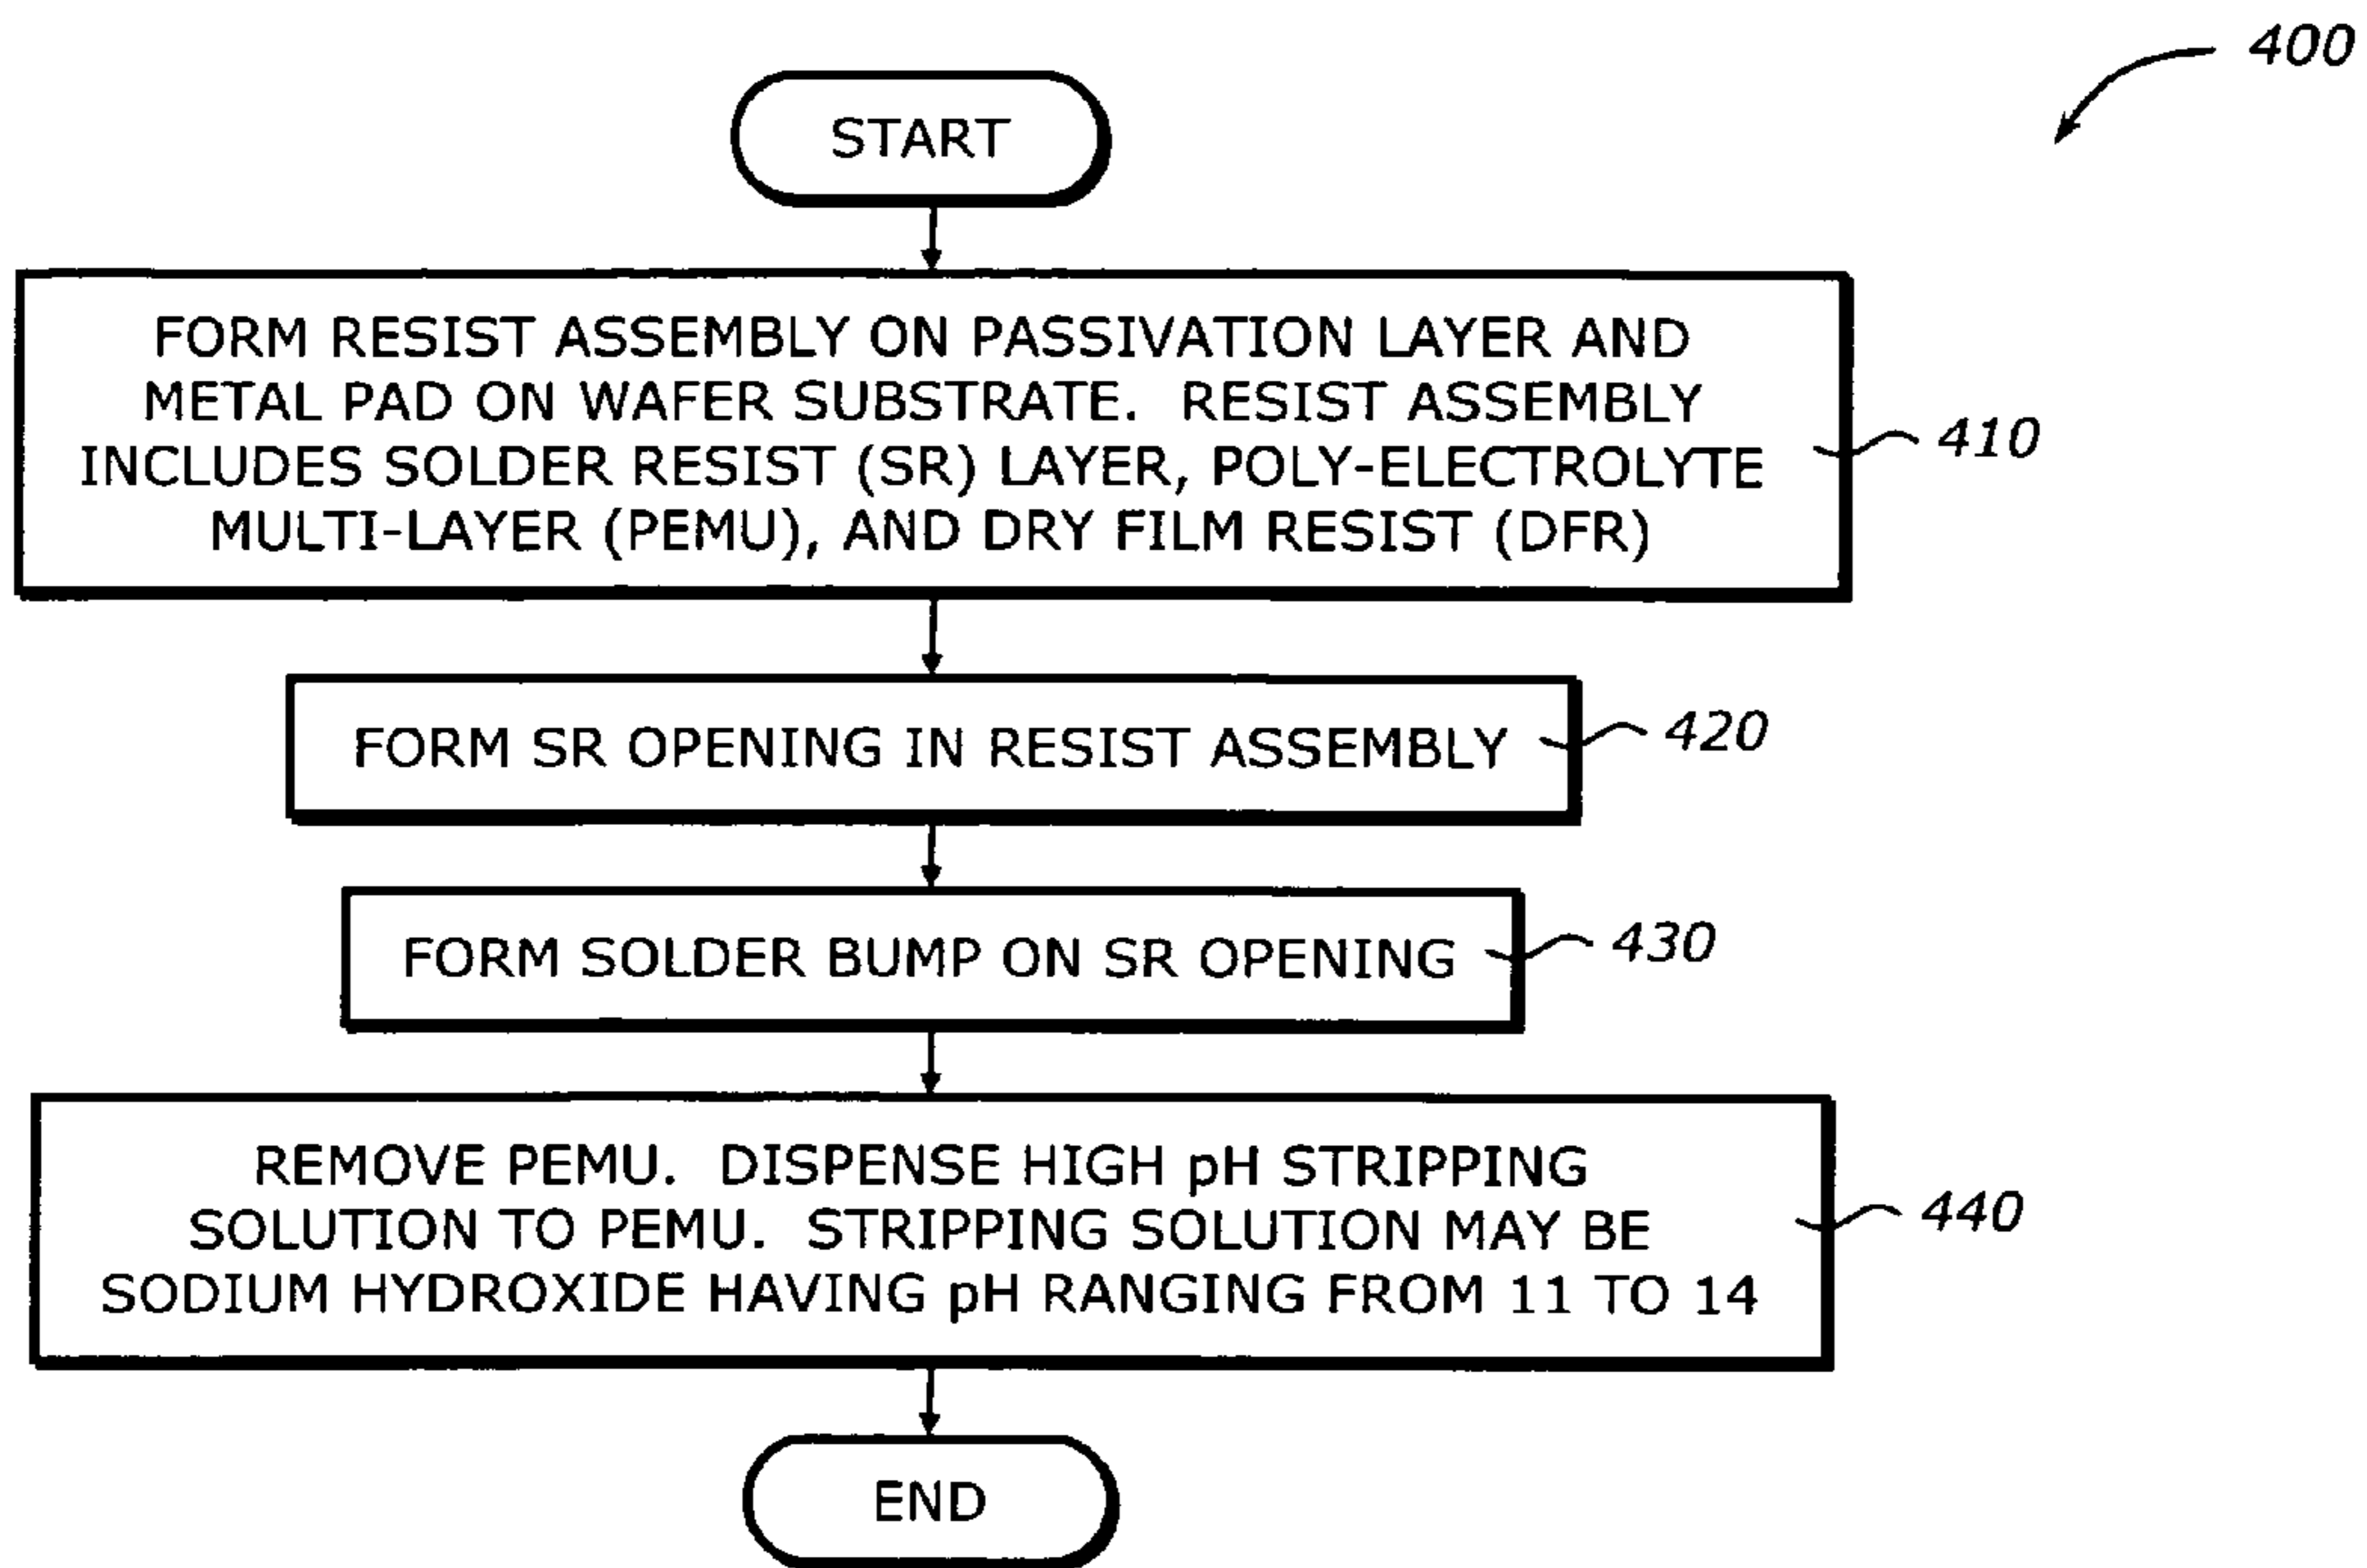 400
START
FORM RESIST ASSEMBLY ON PASSIVATION LAYER AND
METAL PAD ON WAFER SUBSTRATE. RESIST ASSEMBLY
INCLUDES SOLDER RESIST (SR) LAYER, POLY-ELECTROLYTE
MULTI-LAYER (PEMU), AND DRY FILM RESIST (DFR)
410
FORM SR OPENING IN RESIST ASSEMBLY
420
FORM SOLDER BUMP ON SR OPENING
430
REMOVE PEMU. DISPENSE HIGH pH STRIPPING
SOLUTION TO PEMU. STRIPPING SOLUTION MAY BE
SODIUM HYDROXIDE HAVING pH RANGING FROM 11 TO 14
440
END